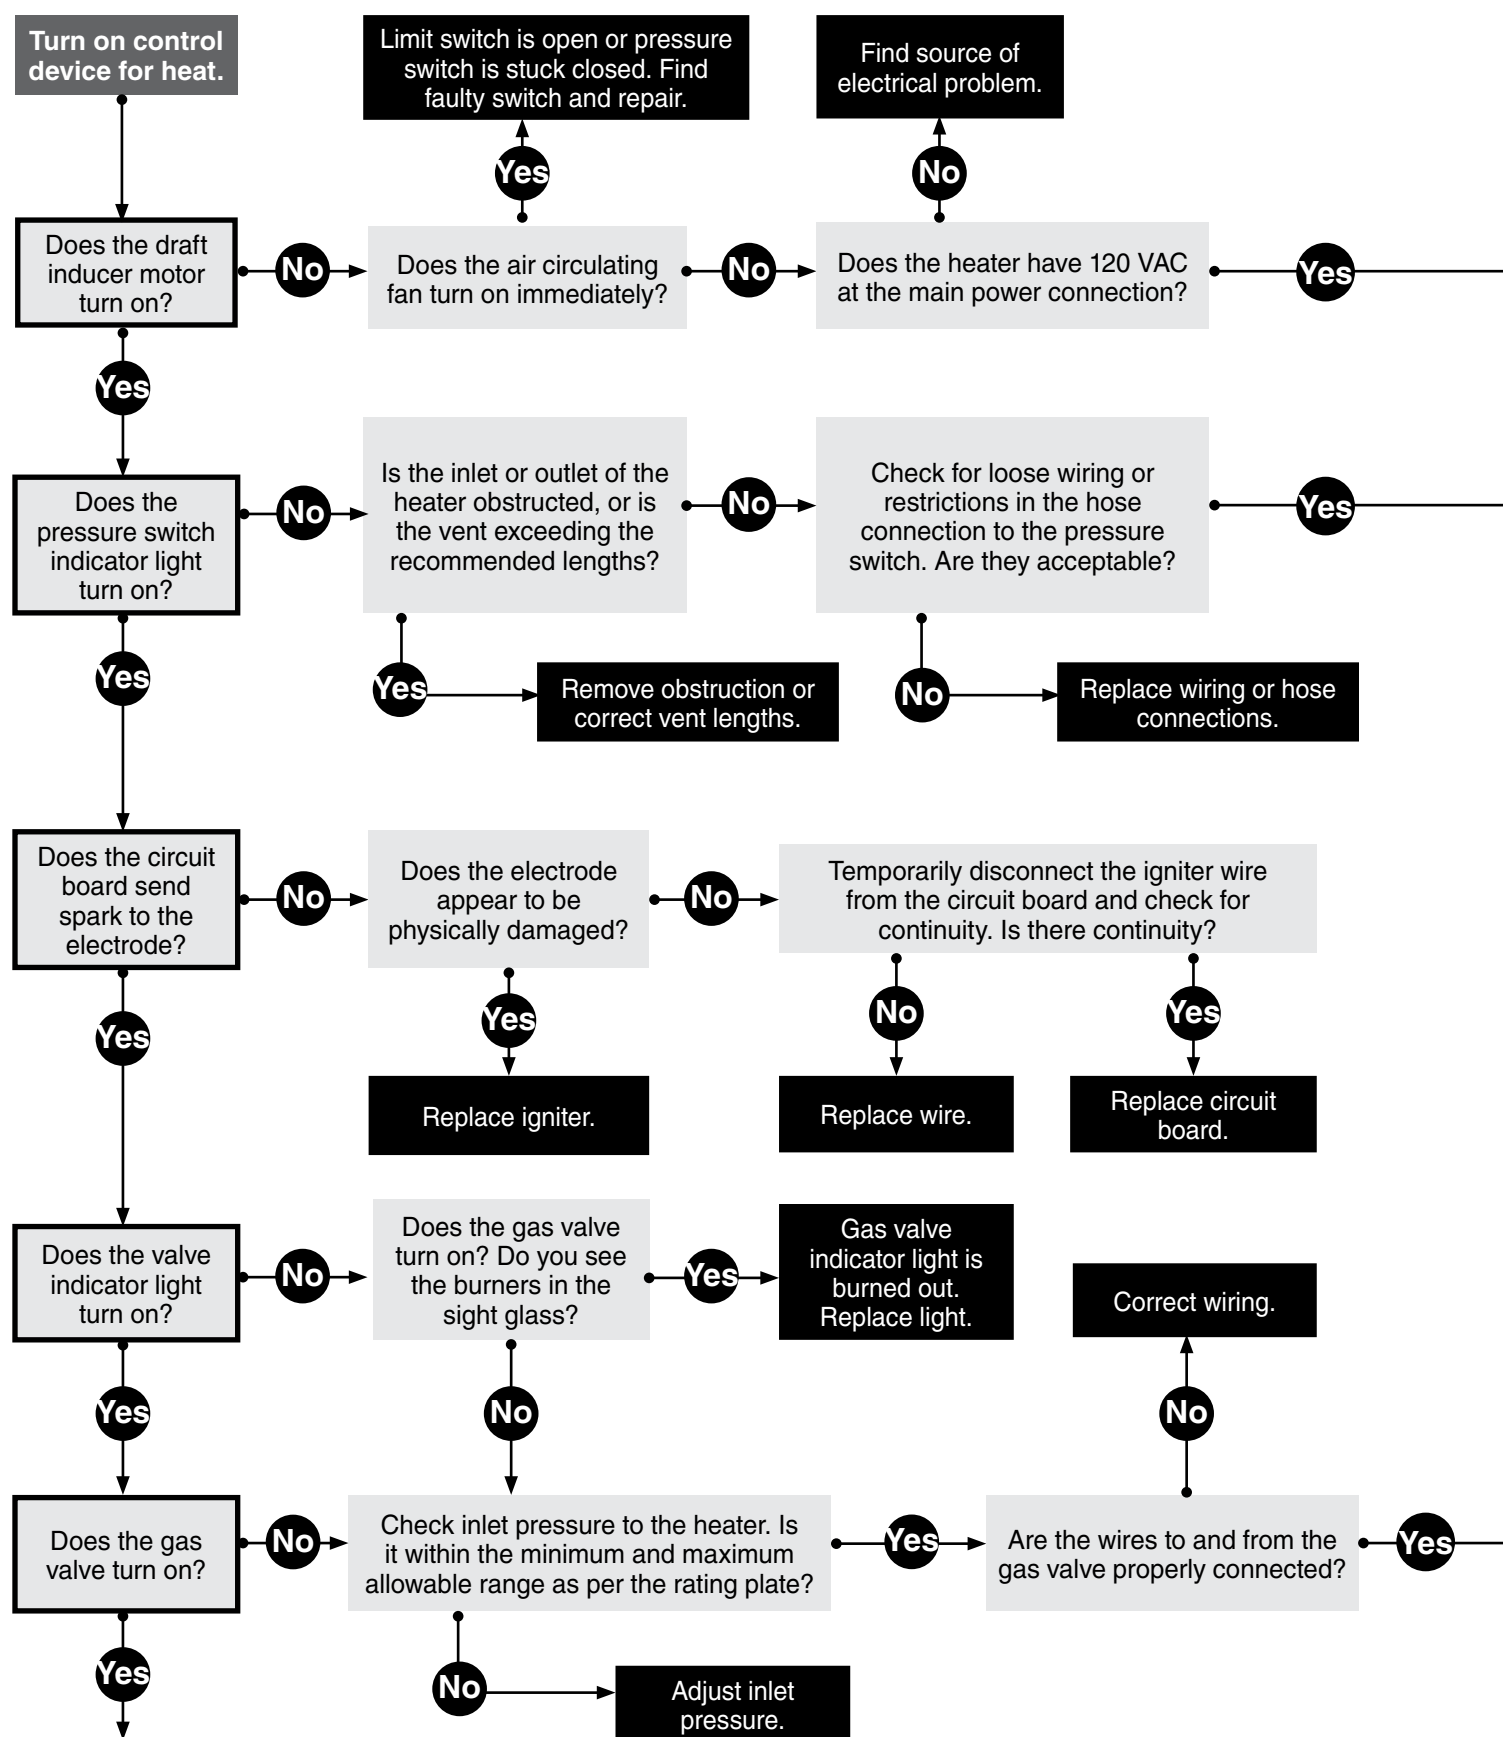 Turn on control
device for heat.
Limit switch is open or pressure
switch is stuck closed. Find
faulty switch and repair.
Find source of
electrical problem.
Yes
No
Does the draft
inducer motor
turn on?
No
Does the air circulating
fan turn on immediately?
No
Does the heater have 120 VAC
at the main power connection?
Yes
Yes
Does the
pressure switch
indicator light
turn on?
No
Is the inlet or outlet of the
heater obstructed, or is
the vent exceeding the
recommended lengths?
No
Check for loose wiring or
restrictions in the hose
connection to the pressure
switch. Are they acceptable?
Yes
Yes
Yes
Remove obstruction or
correct vent lengths.
No
Replace wiring or hose
connections.
Does the circuit
board send
spark to the
electrode?
No
Does the electrode
appear to be
physically damaged?
No
Temporarily disconnect the igniter wire
from the circuit board and check for
continuity. Is there continuity?
Yes
Yes
No
Yes
Replace igniter.
Replace wire.
Replace circuit
board.
Does the valve
indicator light
turn on?
No
Does the gas valve
turn on? Do you see
the burners in the
sight glass?
Yes
Gas valve
indicator light is
burned out.
Replace light.
Correct wiring.
Yes
No
No
Does the gas
valve turn on?
No
Check inlet pressure to the heater. Is
it within the minimum and maximum
allowable range as per the rating plate?
Yes
Are the wires to and from the
gas valve properly connected?
Yes
Yes
No
Adjust inlet
pressure.